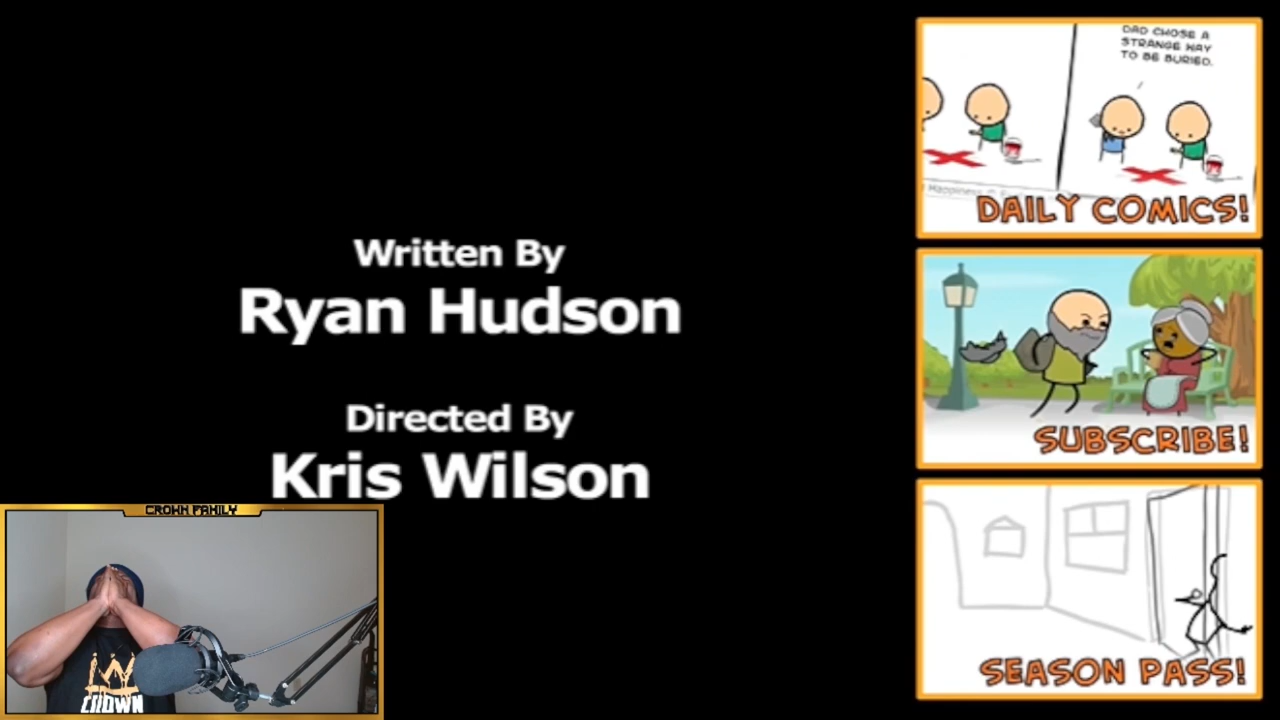 Written By
Ryan Hudson
Directed By
Kris Wilson
DAD CHOSE A
STRANGE WAY
TO BE BURIED.
Happiness ©
DAILY COMICS!
SUBSCRIBE!
SEASON PASS!
CROWN FAMILY
CROWN